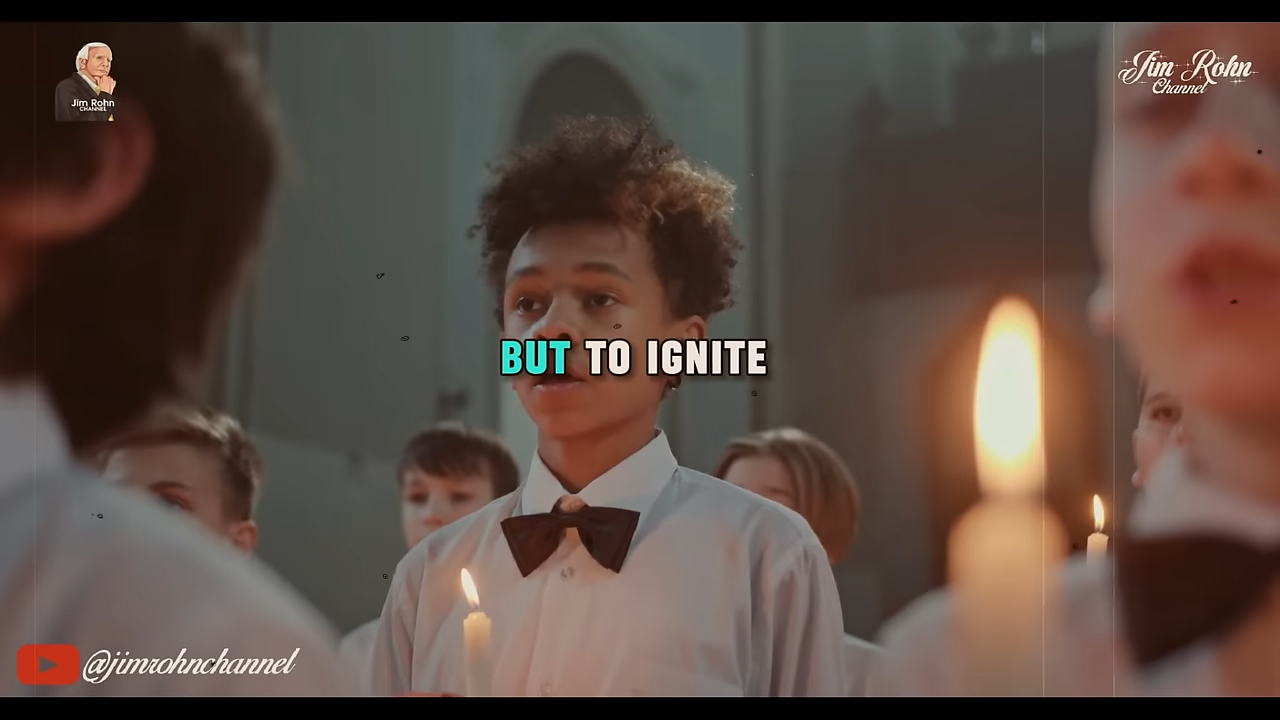 Jim Rohn
CHANNEL
Jim Rohn
Channel
BUT TO IGNITE
@jimrohnchannel